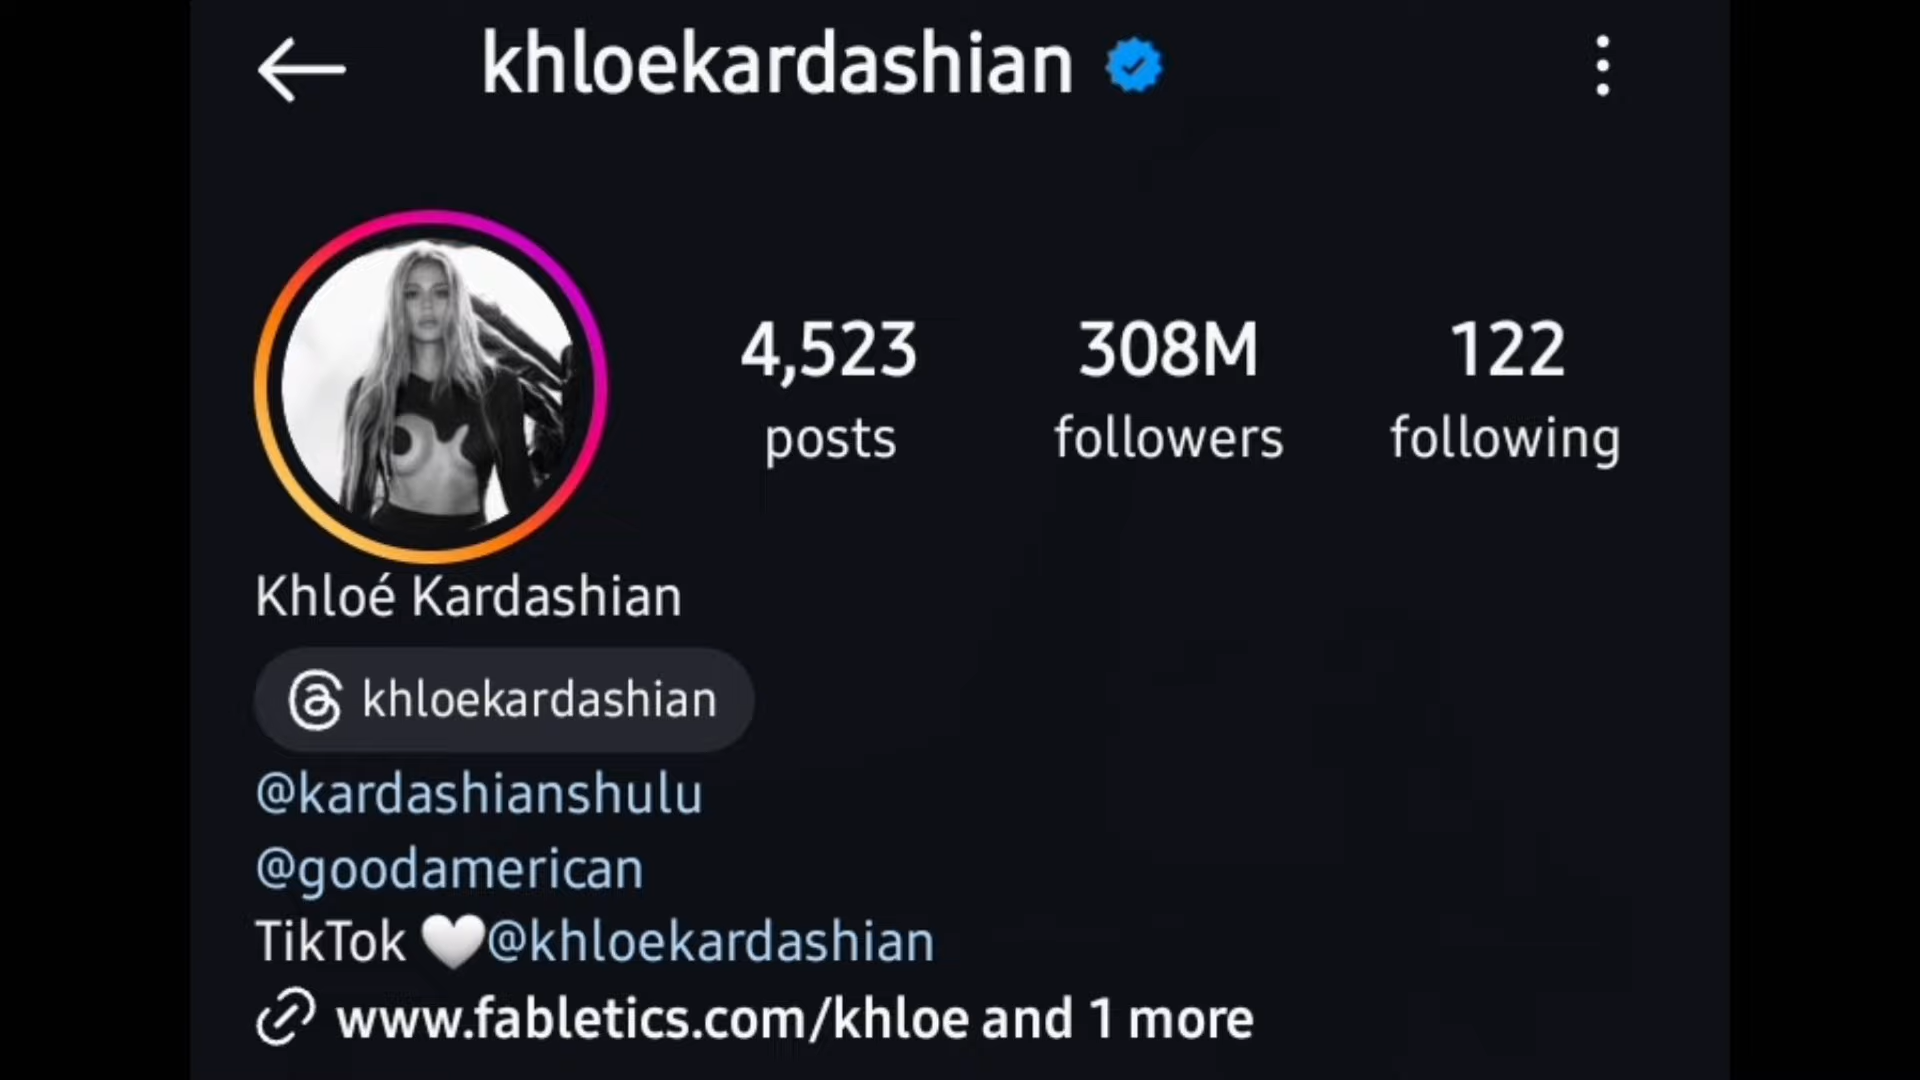 khloekardashian
4,523 308M 122
posts followers following
Khloé Kardashian
khloekardashian
@kardashianshulu
@goodamerican
TikTok 🤍@khloekardashian
www.fabletics.com/khloe and 1 more